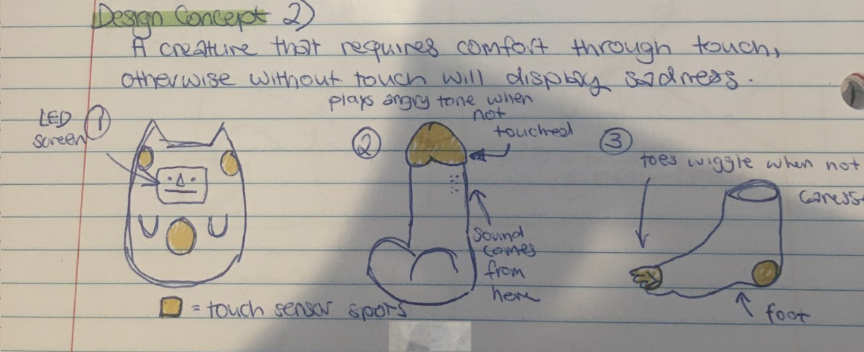 Design Concept 2)
A creature that requires comfort through touch,
otherwise without touch will display sadness.
LED
screen
1
2
plays angry tone when
not
touched
sound
comes
from
here
3
toes wiggle when not
caress
foot
= touch sensor spots